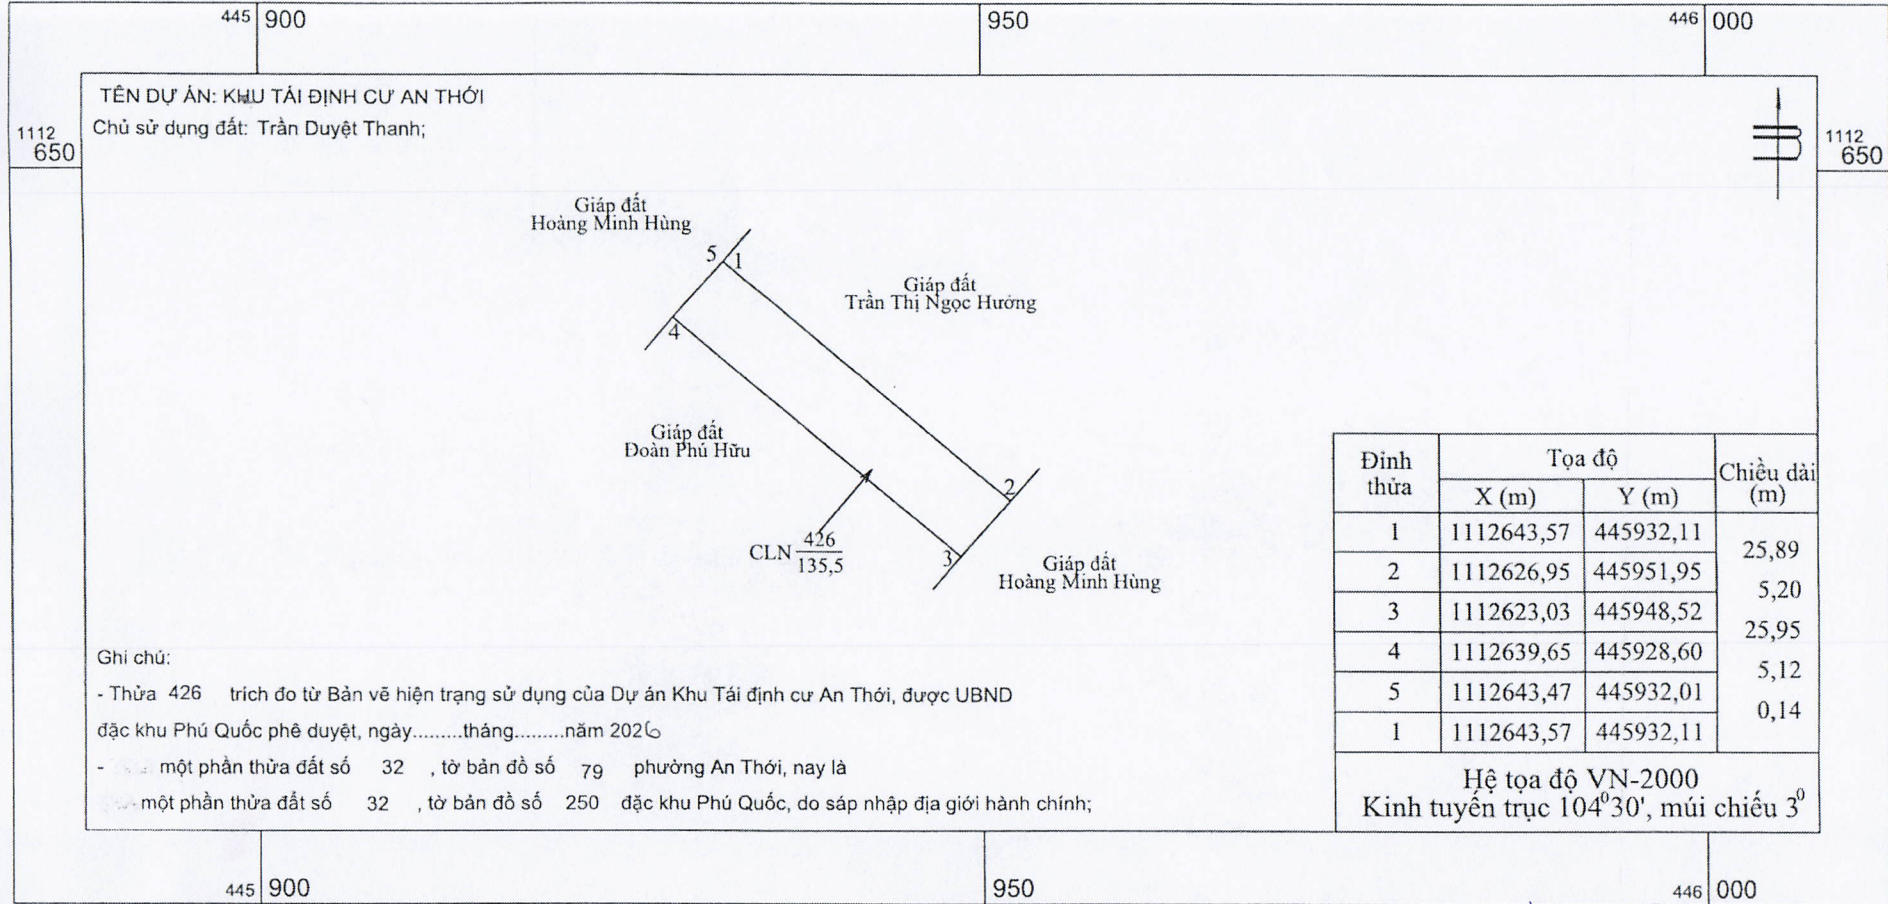 445 900
950
446 000
TÊN DỰ ÁN: KHU TÁI ĐỊNH CƯ AN THỚI
Chủ sử dụng đất: Trần Duyệt Thanh;
1112
650
1112
650
Giáp đất
Hoàng Minh Hùng
5
1
Giáp đất
Trần Thị Ngọc Hưởng
4
Giáp đất
Đoàn Phú Hữu
2
CLN 426
135,5
3
Giáp đất
Hoàng Minh Hùng
Đỉnh thửa Tọa độ Chiều dài (m)
X (m) Y (m)
1 1112643,57 445932,11
25,89
2 1112626,95 445951,95
5,20
3 1112623,03 445948,52
25,95
4 1112639,65 445928,60
5,12
5 1112643,47 445932,01
0,14
1 1112643,57 445932,11
Hệ tọa độ VN-2000
Kinh tuyến trục 104⁰30', múi chiếu 3⁰
Ghi chú:
- Thửa 426 trích đo từ Bản vẽ hiện trạng sử dụng của Dự án Khu Tái định cư An Thới, được UBND
đặc khu Phú Quốc phê duyệt, ngày.........tháng.........năm 2026
- một phần thửa đất số 32 , tờ bản đồ số 79 phường An Thới, nay là
một phần thửa đất số 32 , tờ bản đồ số 250 đặc khu Phú Quốc, do sáp nhập địa giới hành chính;
445 900
950
446 000